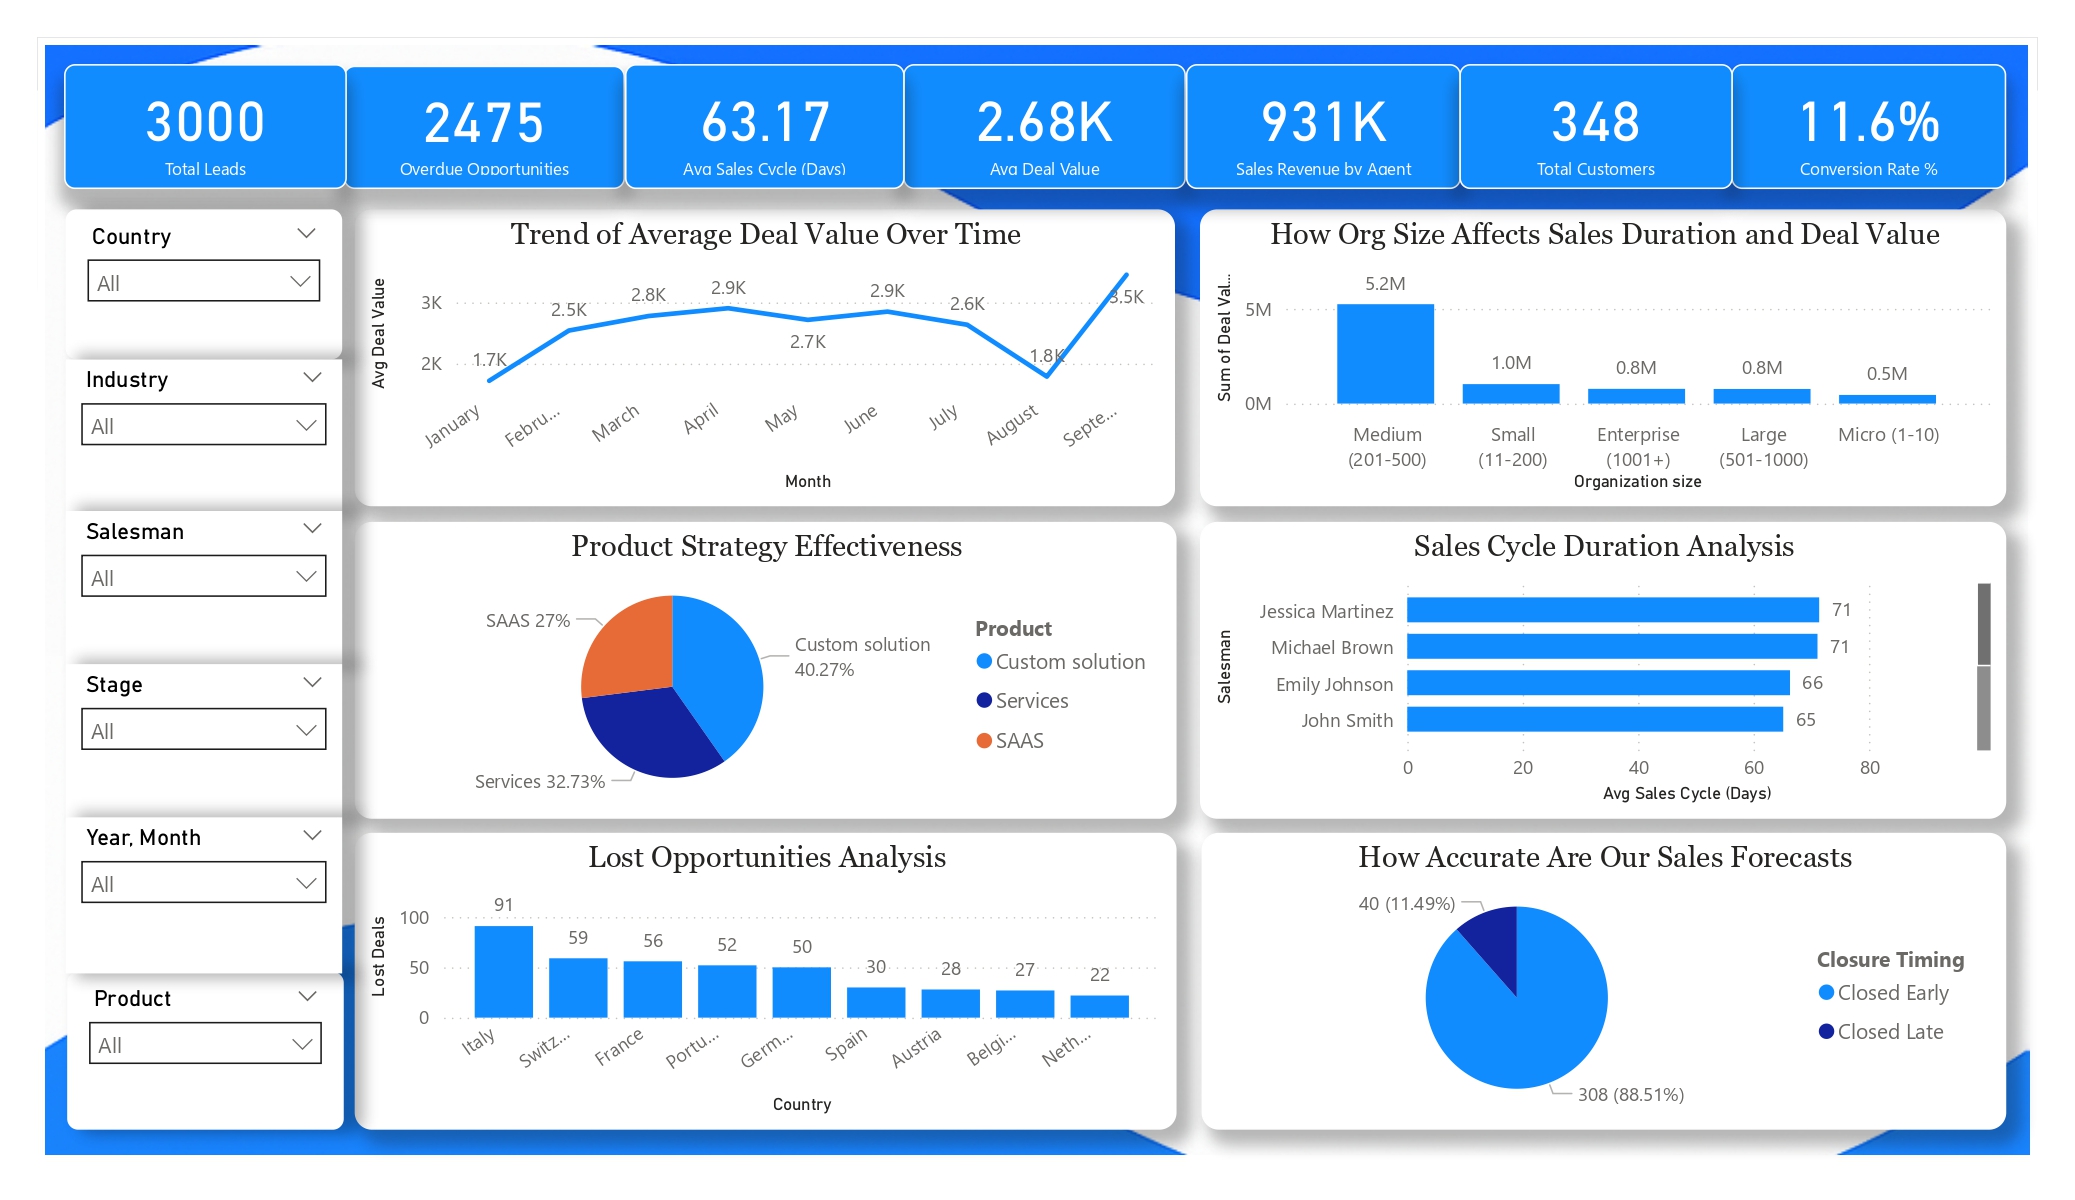 3000
Total Leads
2475
Overdue Opportunities
63.17
Avg Sales Cycle (Days)
2.68K
Avg Deal Value
931K
Sales Revenue by Agent
348
Total Customers
11.6%
Conversion Rate %
Country
All
Industry
All
Salesman
All
Stage
All
Year, Month
All
Product
All
Trend of Average Deal Value Over Time
Avg Deal Value
3K
2K
1.7K
2.5K
2.8K
2.9K
2.7K
2.9K
2.6K
1.8K
3.5K
January
Febru...
March
April
May
June
July
August
Septe...
Month
How Org Size Affects Sales Duration and Deal Value
Sum of Deal Val...
5M
0M
5.2M
1.0M
0.8M
0.8M
0.5M
Medium
(201-500)
Small
(11-200)
Enterprise
(1001+)
Large
(501-1000)
Micro (1-10)
Organization size
Product Strategy Effectiveness
SAAS 27%
Custom solution
40.27%
Services 32.73%
Product
Custom solution
Services
SAAS
Sales Cycle Duration Analysis
Salesman
Jessica Martinez
71
Michael Brown
71
Emily Johnson
66
John Smith
65
0
20
40
60
80
Avg Sales Cycle (Days)
Lost Opportunities Analysis
Lost Deals
100
50
0
91
59
56
52
50
30
28
27
22
Italy
Switz...
France
Portu...
Germ...
Spain
Austria
Belgi...
Neth...
Country
How Accurate Are Our Sales Forecasts
40 (11.49%)
308 (88.51%)
Closure Timing
Closed Early
Closed Late